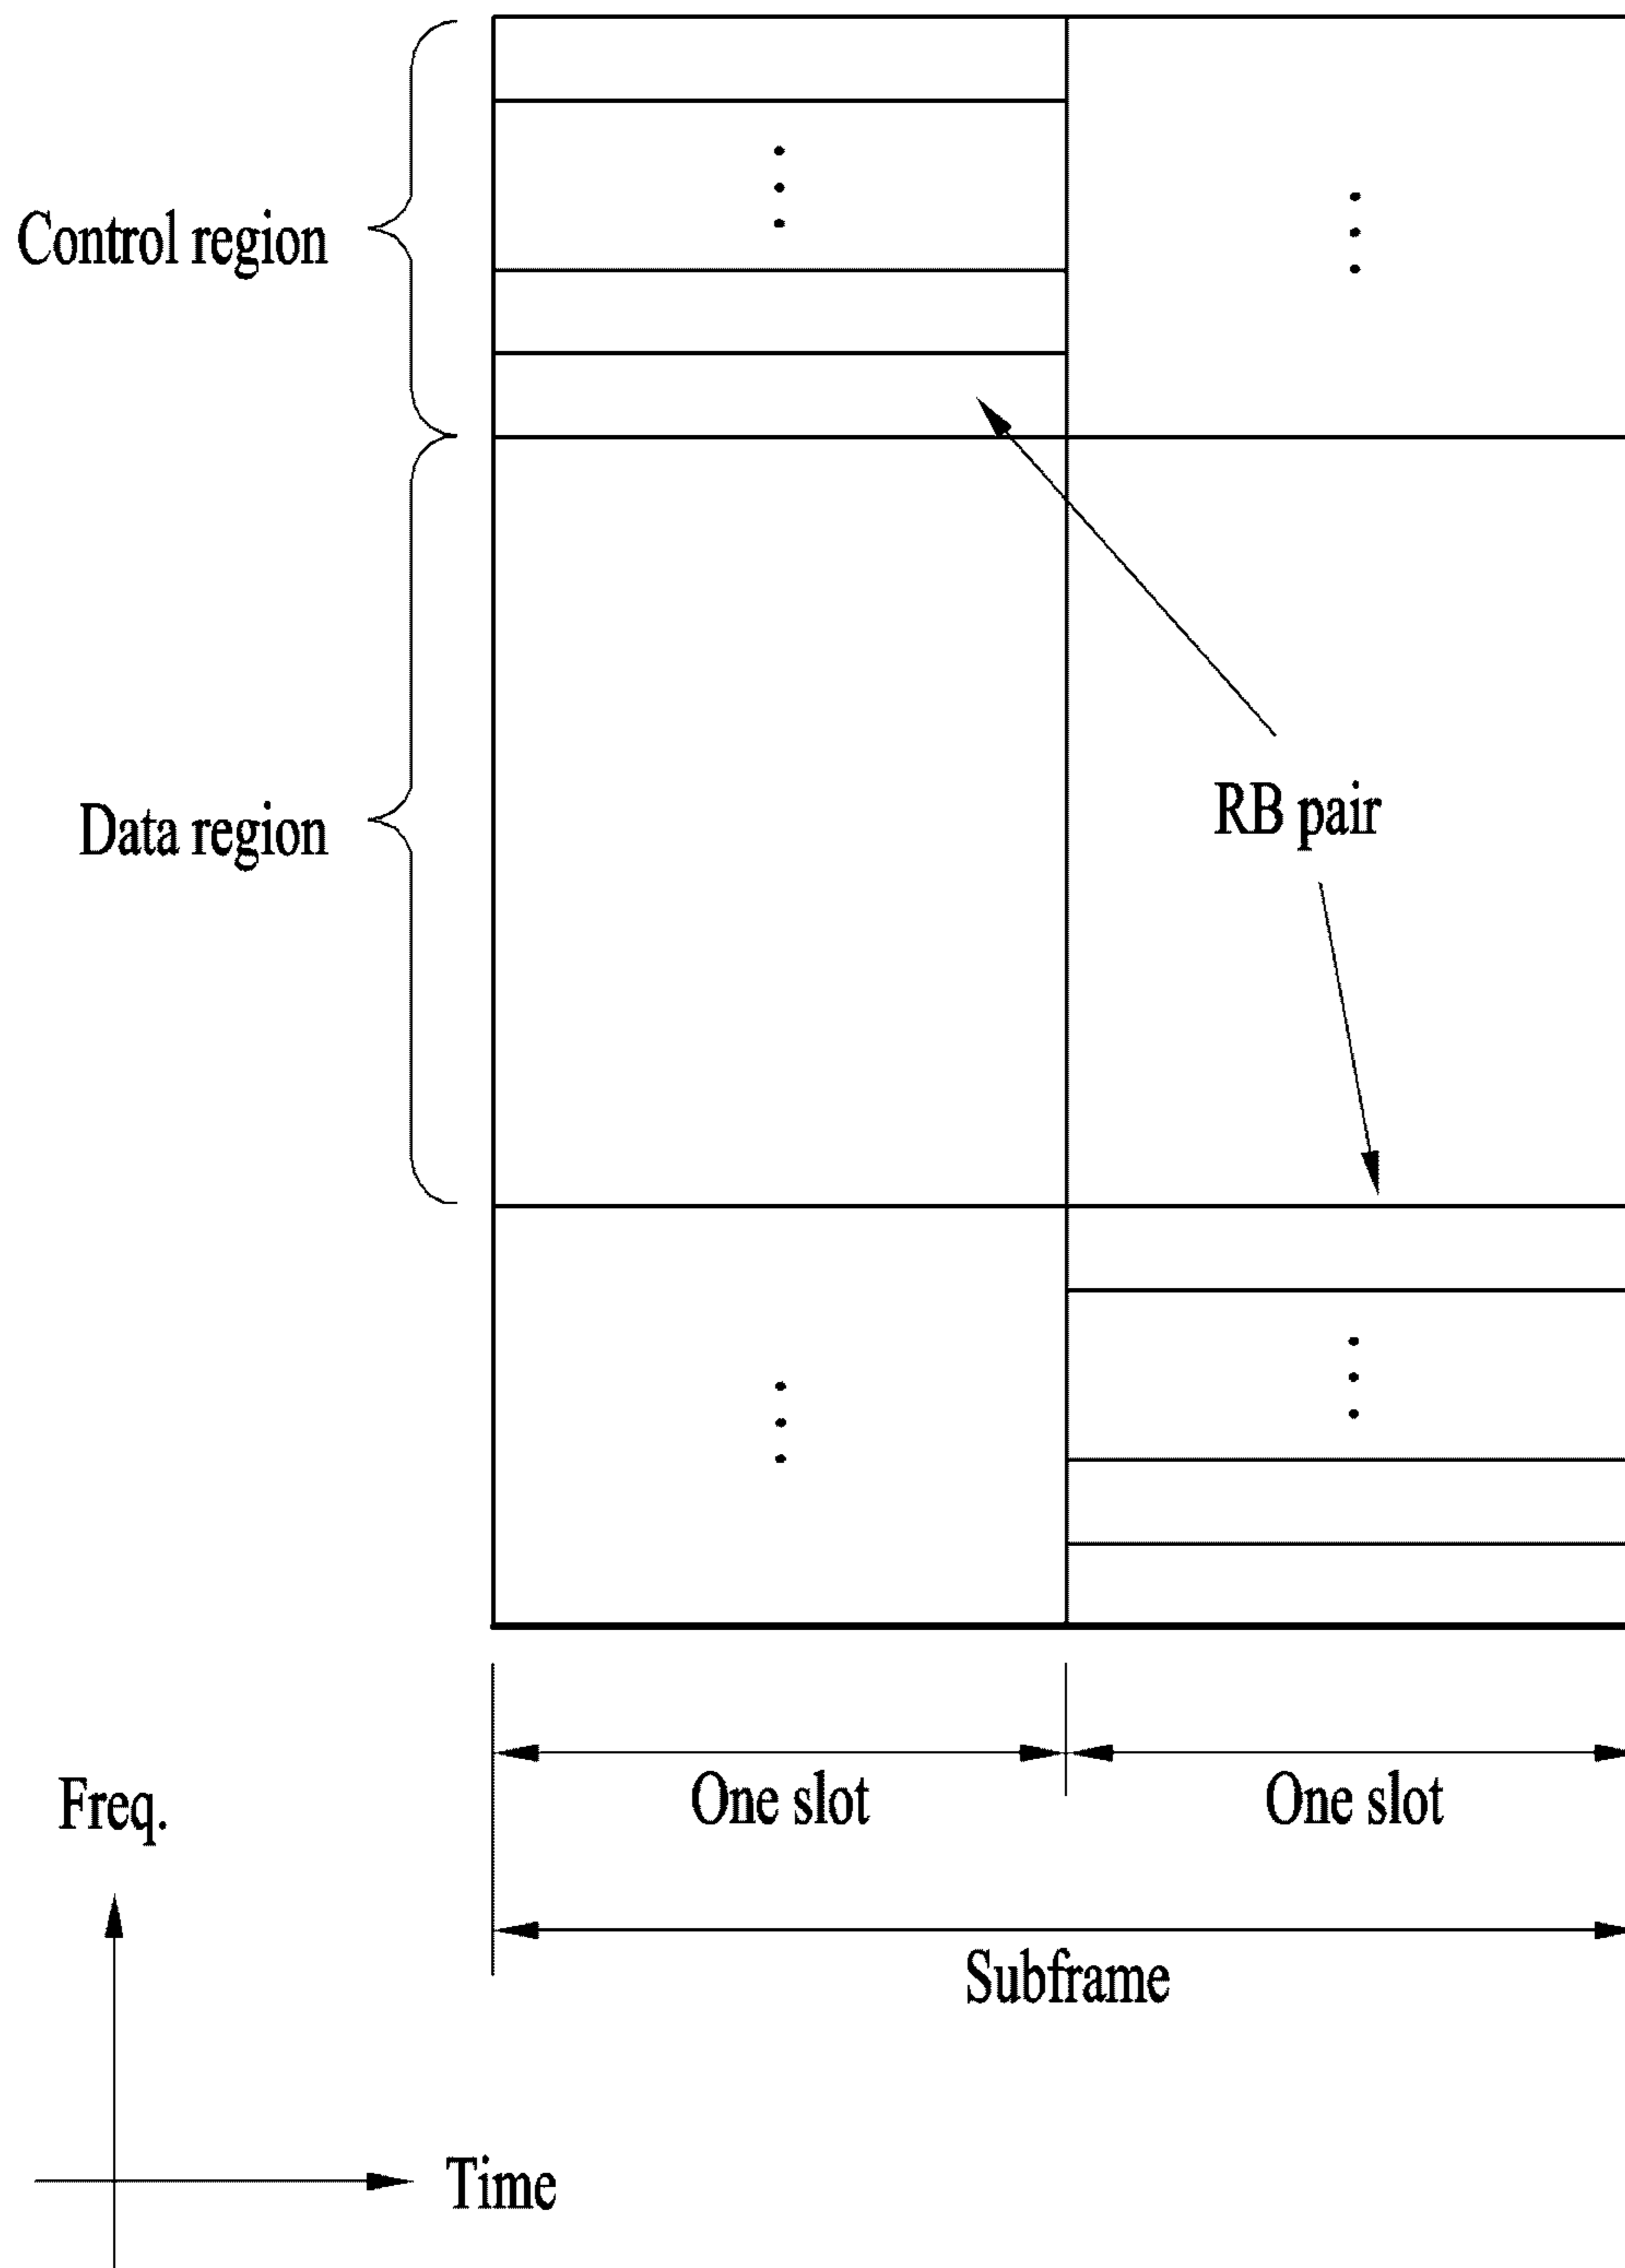 Control region
Data region
RB pair
One slot
One slot
Freq.
Subframe
Time